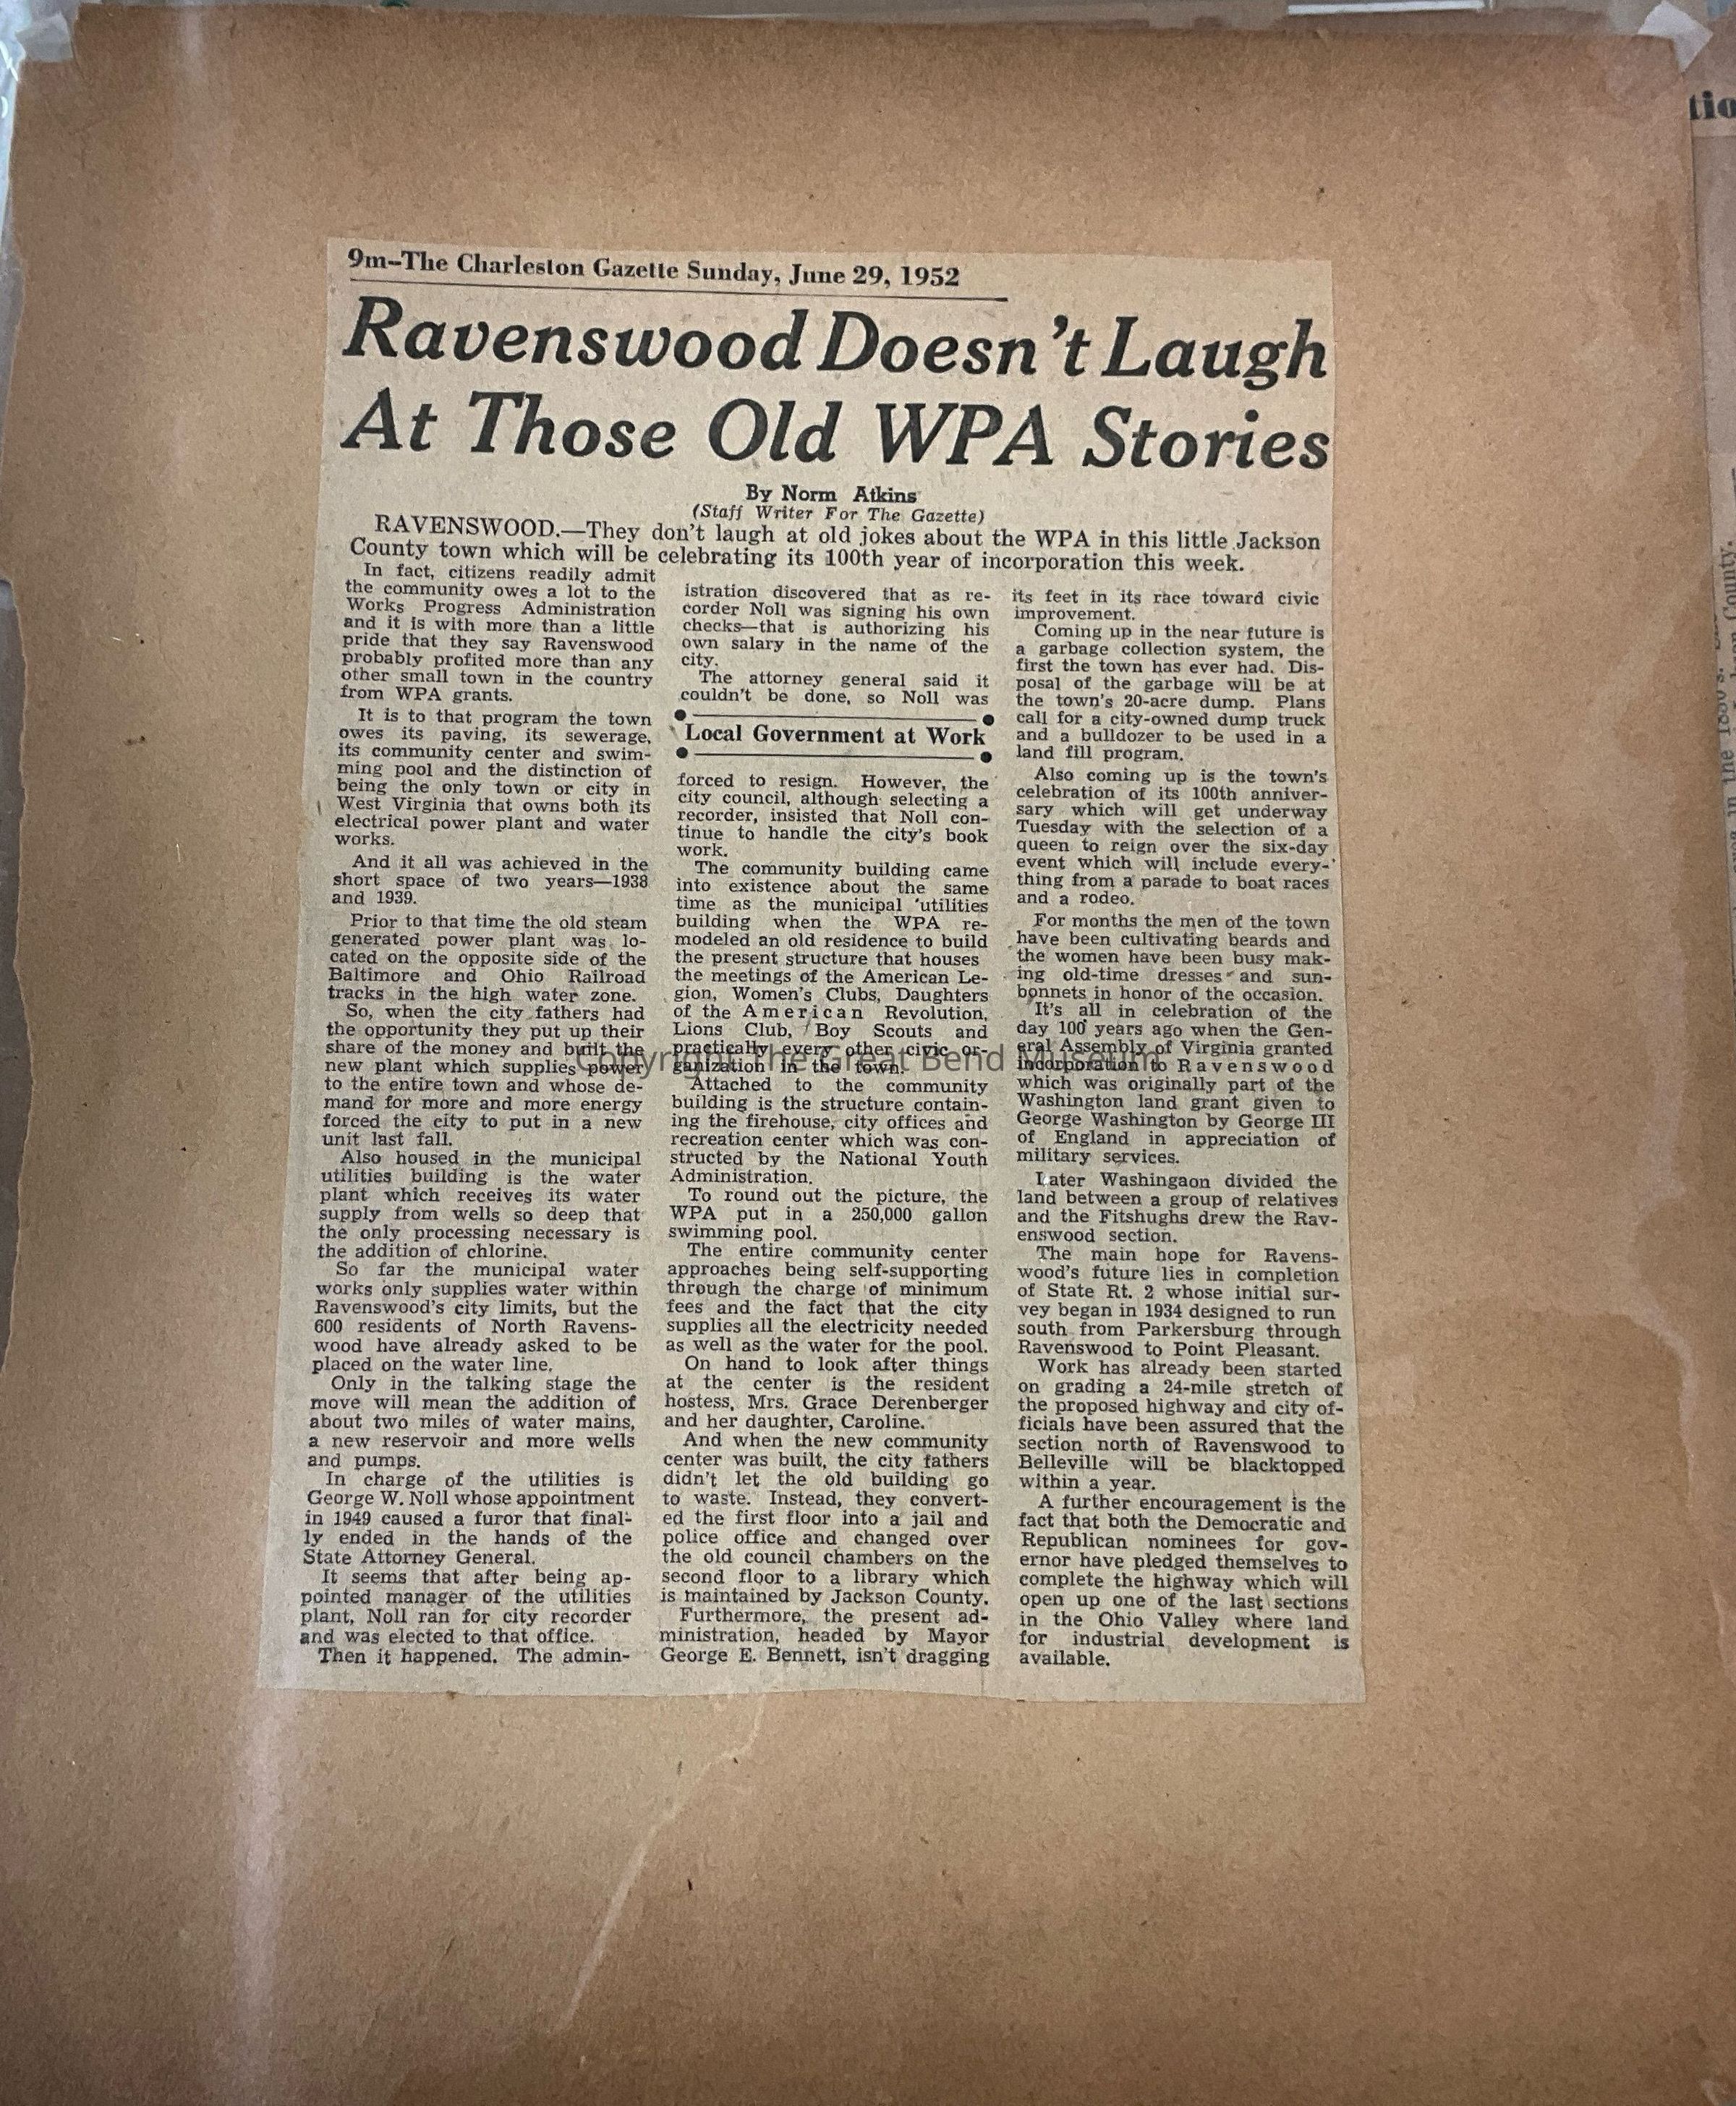 9m—The Charleston Gazette Sunday, June 29, 1952
Ravenswood Doesn't Laugh
At Those Old WPA Stories
By Norm Atkins
(Staff Writer For The Gazette)
RAVENSWOOD.—They don't laugh at old jokes about the WPA in this little Jackson
County town which will be celebrating its 100th year of incorporation this week.
In fact, citizens readily admit
the community owes a lot to the
Works Progress Administration
and it is with more than a little
pride that they say Ravenswood
probably profited more than any
other small town in the country
from WPA grants.
It is to that program the town
owes its paving, its sewerage,
its community center and swim-
ming pool and the distinction of
being the only town or city in
West Virginia that owns both its
electrical power plant and water
works.
And it all was achieved in the
short space of two years—1938
and 1939.
Prior to that time the old steam
generated power plant was lo-
cated on the opposite side of the
Baltimore and Ohio Railroad
tracks in the high water zone.
So, when the city fathers had
the opportunity they put up their
share of the money and built the
new plant which supplies power
to the entire town and whose de-
mand for more and more energy
forced the city to put in a new
unit last fall.
Also housed in the municipal
utilities building is the water
plant which receives its water
supply from wells so deep that
the only processing necessary is
the addition of chlorine.
So far the municipal water
works only supplies water within
Ravenswood's city limits, but the
600 residents of North Ravens-
wood have already asked to be
placed on the water line.
Only in the talking stage the
move will mean the addition of
about two miles of water mains,
a new reservoir and more wells
and pumps.
In charge of the utilities is
George W. Noll whose appointment
in 1949 caused a furor that final-
ly ended in the hands of the
State Attorney General.
It seems that after being ap-
pointed manager of the utilities
plant, Noll ran for city recorder
and was elected to that office.
Then it happened. The admin-
istration discovered that as re-
corder Noll was signing his own
checks—that is authorizing his
own salary in the name of the
city.
The attorney general said it
couldn't be done, so Noll was
Local Government at Work
forced to resign. However, the
city council, although selecting a
recorder, insisted that Noll con-
tinue to handle the city's book
work.
The community building came
into existence about the same
time as the municipal utilities
building when the WPA re-
modeled an old residence to build
the present structure that houses
the meetings of the American Le-
gion, Women's Clubs, Daughters
of the American Revolution,
Lions Club, Boy Scouts and
practically every other civic or-
ganization in the town.
Attached to the community
building is the structure contain-
ing the firehouse, city offices and
recreation center which was con-
structed by the National Youth
Administration.
To round out the picture, the
WPA put in a 250,000 gallon
swimming pool.
The entire community center
approaches being self-supporting
through the charge of minimum
fees and the fact that the city
supplies all the electricity needed
as well as the water for the pool.
On hand to look after things
at the center is the resident
hostess, Mrs. Grace Derenberger
and her daughter, Caroline.
And when the new community
center was built, the city fathers
didn't let the old building go
to waste. Instead, they convert-
ed the first floor into a jail and
police office and changed over
the old council chambers on the
second floor to a library which
is maintained by Jackson County.
Furthermore, the present ad-
ministration, headed by Mayor
George E. Bennett, isn't dragging
its feet in its race toward civic
improvement.
Coming up in the near future is
a garbage collection system, the
first the town has ever had. Dis-
posal of the garbage will be at
the town's 20-acre dump. Plans
call for a city-owned dump truck
and a bulldozer to be used in a
land fill program.
Also coming up is the town's
celebration of its 100th anniver-
sary which will get underway
Tuesday with the selection of a
queen to reign over the six-day
event which will include every-
thing from a parade to boat races
and a rodeo.
For months the men of the town
have been cultivating beards and
the women have been busy mak-
ing old-time dresses and sun-
bonnets in honor of the occasion.
It's all in celebration of the
day 100 years ago when the Gen-
eral Assembly of Virginia granted
incorporation to Ravenswood
which was originally part of the
Washington land grant given to
George Washington by George III
of England in appreciation of
military services.
Later Washingaon divided the
land between a group of relatives
and the Fitshughs drew the Rav-
enswood section.
The main hope for Ravens-
wood's future lies in completion
of State Rt. 2 whose initial sur-
vey began in 1934 designed to run
south from Parkersburg through
Ravenswood to Point Pleasant.
Work has already been started
on grading a 24-mile stretch of
the proposed highway and city of-
ficials have been assured that the
section north of Ravenswood to
Belleville will be blacktopped
within a year.
A further encouragement is the
fact that both the Democratic and
Republican nominees for gov-
ernor have pledged themselves to
complete the highway which will
open up one of the last sections
in the Ohio Valley where land
for industrial development is
available.
Copyright The Great Bend Museum
tio
County.